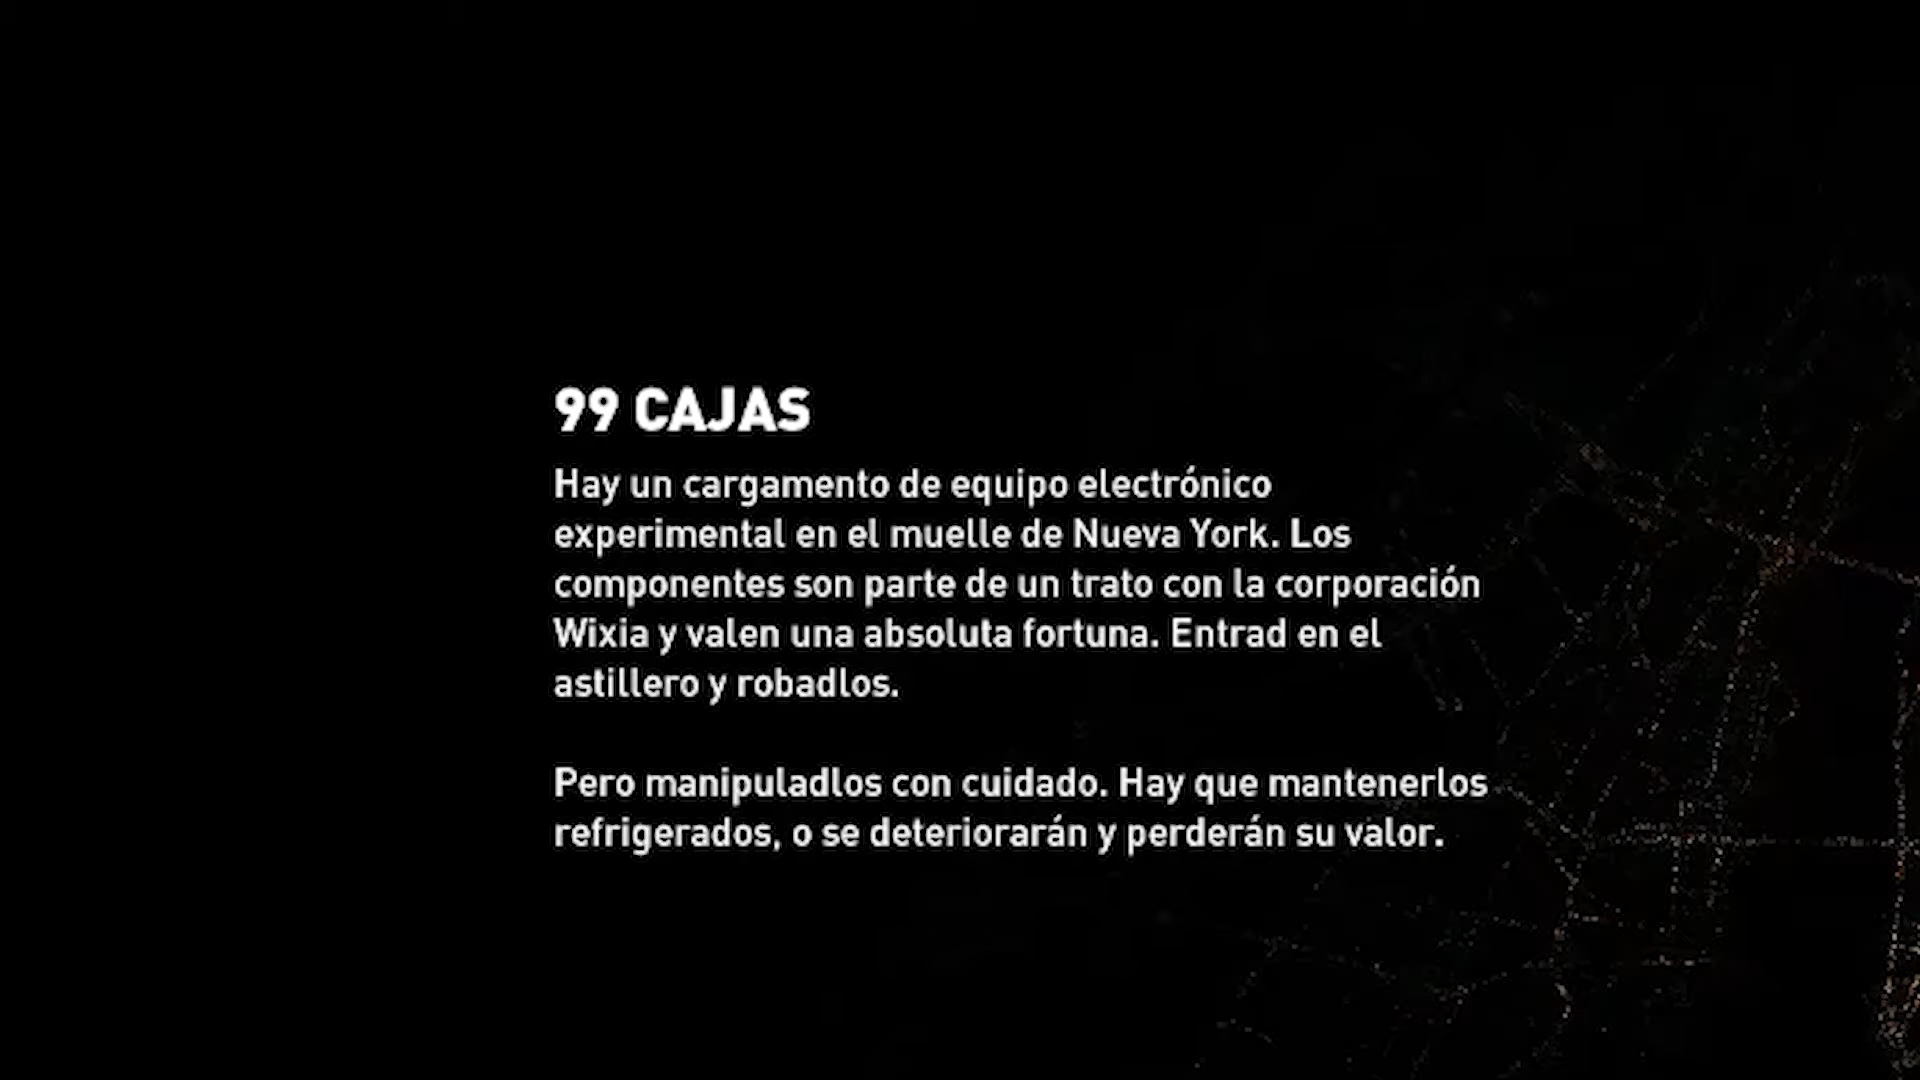 99 CAJAS
Hay un cargamento de equipo electrónico
experimental en el muelle de Nueva York. Los
componentes son parte de un trato con la corporación
Wixia y valen una absoluta fortuna. Entrad en el
astillero y robadlos.
Pero manipuladlos con cuidado. Hay que mantenerlos
refrigerados, o se deteriorarán y perderán su valor.